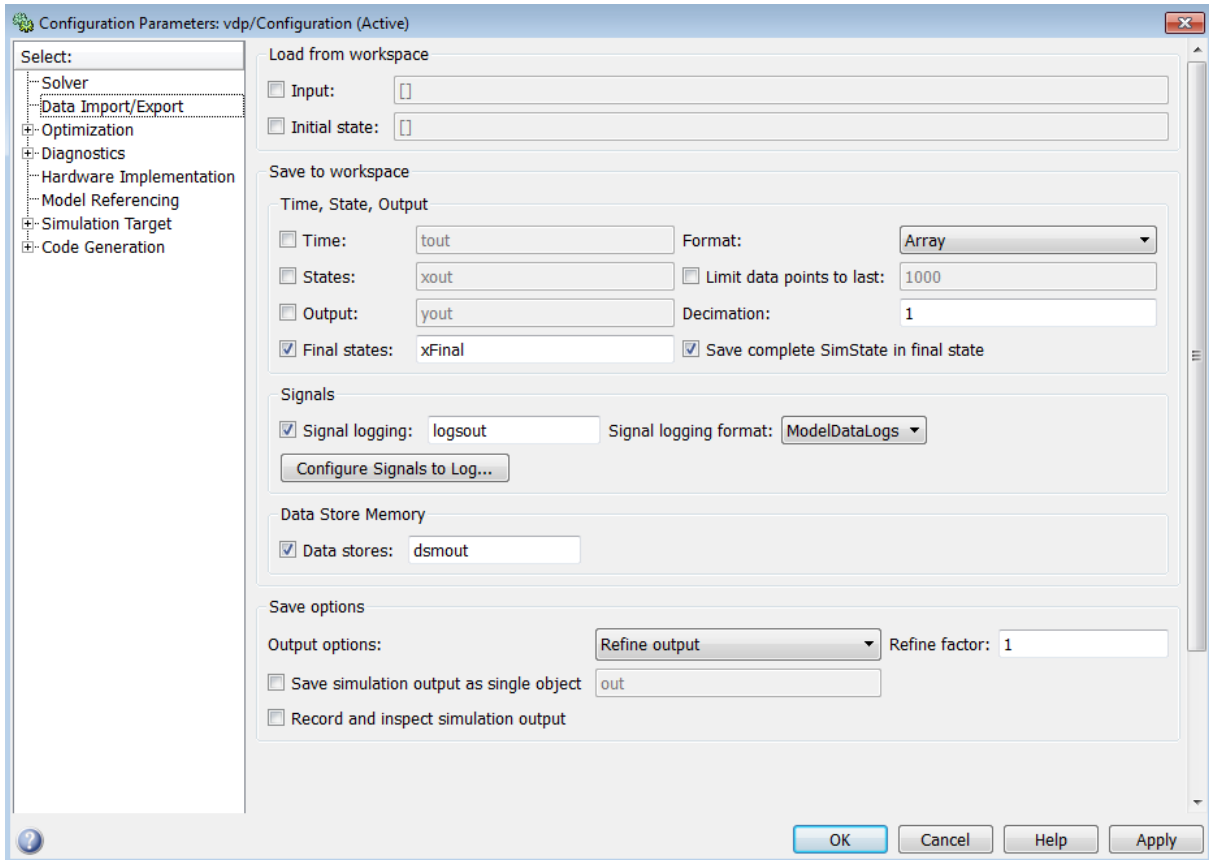 Configuration Parameters: vdp/Configuration (Active)
Select:
Solver
Data Import/Export
Optimization
Diagnostics
Hardware Implementation
Model Referencing
Simulation Target
Code Generation
Load from workspace
Input: []
Initial state: []
Save to workspace
Time, State, Output
Time: tout Format: Array
States: xout Limit data points to last: 1000
Output: yout Decimation: 1
Final states: xFinal Save complete SimState in final state
Signals
Signal logging: logsout Signal logging format: ModelDataLogs
Configure Signals to Log...
Data Store Memory
Data stores: dsmout
Save options
Output options: Refine output Refine factor: 1
Save simulation output as single object out
Record and inspect simulation output
OK Cancel Help Apply